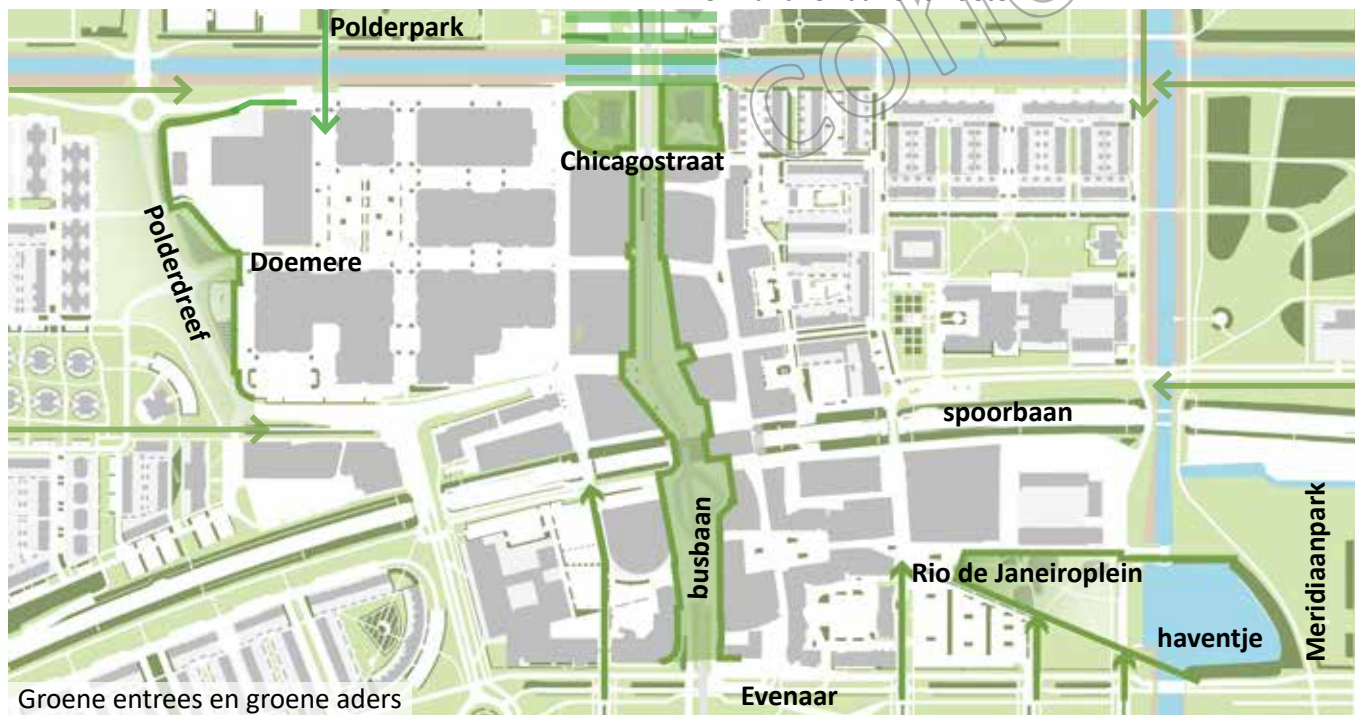 Polderpark
Chicagostraat
Polderdreef
Doemere
spoorbaan
busbaan
Rio de Janeiroplein
haventje
Meridiaanpark
Evenaar
Groene entrees en groene aders